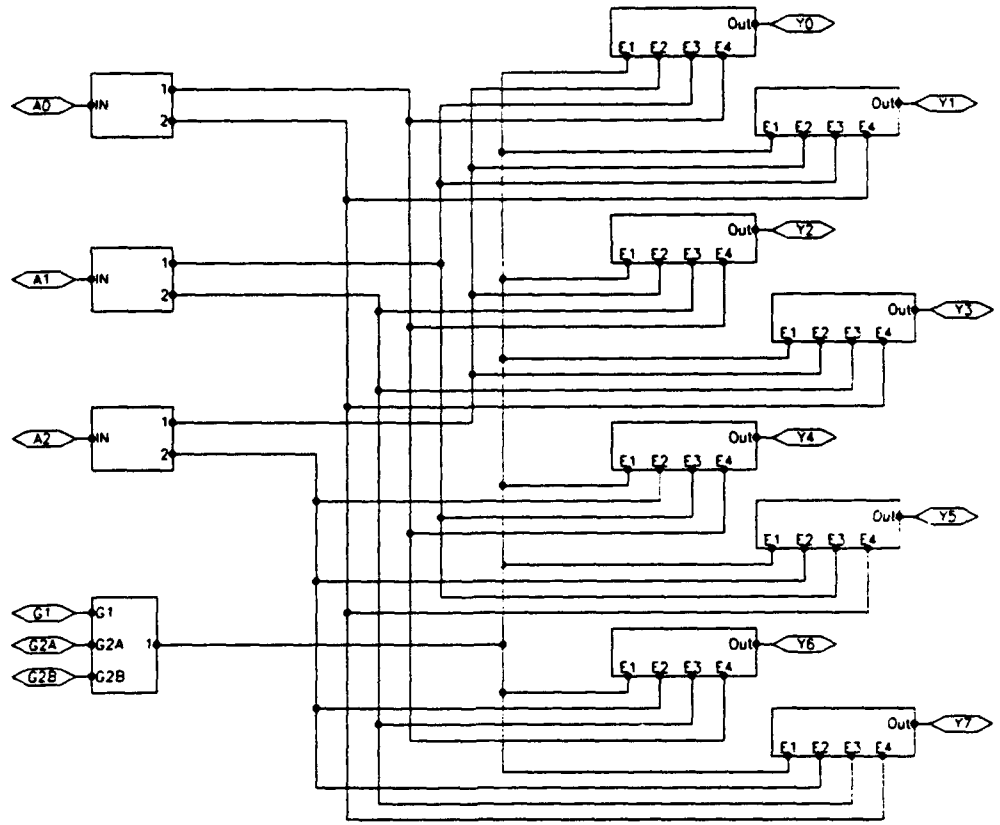 Out Y0
E1 E2 E3 E4
A0 IN 1
2
Out Y1
E1 E2 E3 E4
Out Y2
E1 E2 E3 E4
A1 IN 1
2
Out Y3
E1 E2 E3 E4
A2 IN 1
2
Out Y4
E1 E2 E3 E4
Out Y5
E1 E2 E3 E4
G1 G1
G2A G2A 1
G2B G2B
Out Y6
E1 E2 E3 E4
Out Y7
E1 E2 E3 E4